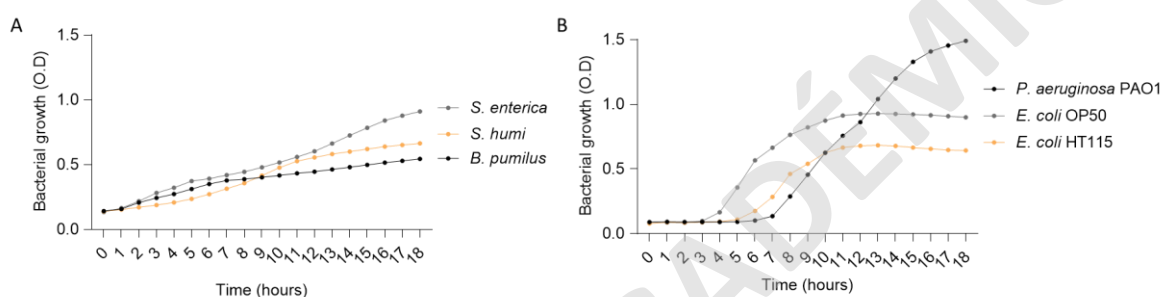 A
Bacterial growth (O.D)
1.5
1.0
0.5
0.0
0 1 2 3 4 5 6 7 8 9 10 11 12 13 14 15 16 17 18
Time (hours)
S. enterica
S. humi
B. pumilus
B
Bacterial growth (O.D)
1.5
1.0
0.5
0.0
0 1 2 3 4 5 6 7 8 9 10 11 12 13 14 15 16 17 18
Time (hours)
P. aeruginosa PAO1
E. coli OP50
E. coli HT115